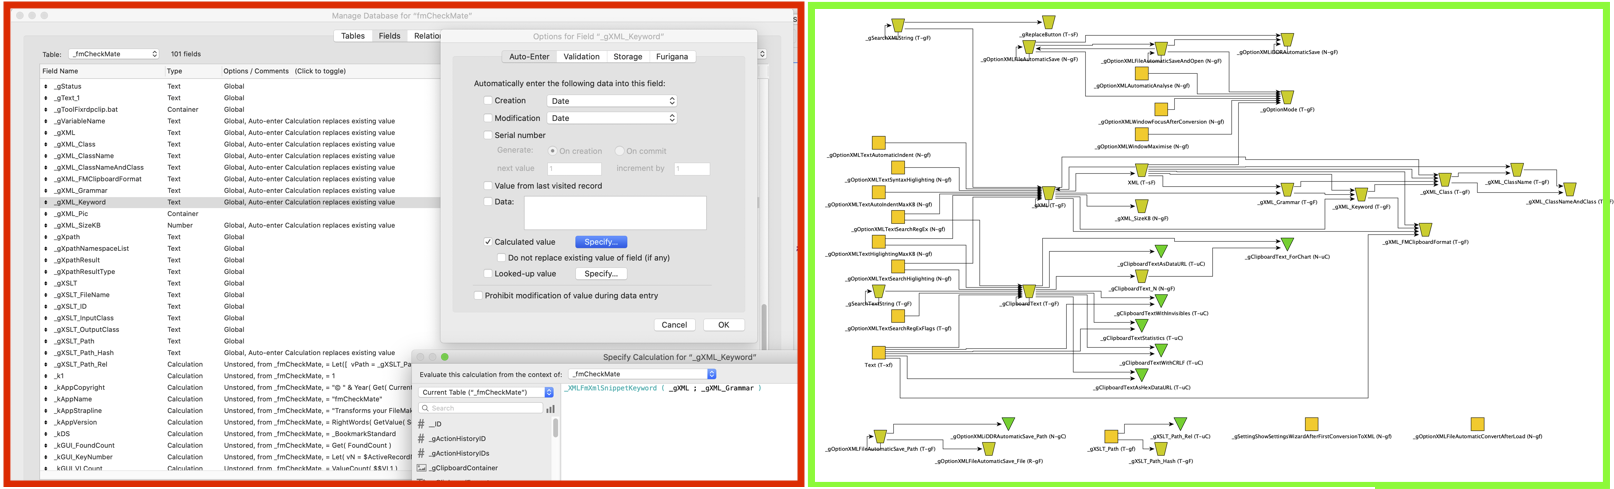 Manage Database for "fmCheckMate"
Tables Fields Relation
Table: _fmCheckMate 101 fields
Field Name Type Options / Comments (Click to toggle)
_gStatus Text Global
_gText_1 Text Global
_gToolFixrdpclip.bat Container Global
_gVariableName Text Global, Auto-enter Calculation replaces existing value
_gXML Text Global, Auto-enter Calculation replaces existing value
_gXML_Class Text Global, Auto-enter Calculation replaces existing value
_gXML_ClassName Text Global, Auto-enter Calculation replaces existing value
_gXML_ClassNameAndClass Text Global, Auto-enter Calculation replaces existing value
_gXML_FMClipboardFormat Text Global, Auto-enter Calculation replaces existing value
_gXML_Grammar Text Global, Auto-enter Calculation replaces existing value
_gXML_Keyword Text Global, Auto-enter Calculation replaces existing value
_gXML_Pic Container Global
_gXML_SizeKB Number Global, Auto-enter Calculation replaces existing value
_gXpath Text Global
_gXpathNamespaceList Text Global
_gXpathResult Text Global
_gXpathResultType Text Global
_gXSLT Text Global
_gXSLT_FileName Text Global
_gXSLT_ID Text Global
_gXSLT_InputClass Text Global
_gXSLT_OutputClass Text Global
_gXSLT_Path Text Global
_gXSLT_Path_Hash Text Global, Auto-enter Calculation replaces existing value
_gXSLT_Path_Rel Calculation Unstored, from _fmCheckMate, = Let([ vPath = _gXSLT_Pa
_k1 Calculation Unstored, from _fmCheckMate, = 1
_kAppCopyright Calculation Unstored, from _fmCheckMate, = "© " & Year( Get( Current
_kAppName Calculation Unstored, from _fmCheckMate, = "fmCheckMate"
_kAppStrapline Calculation Unstored, from _fmCheckMate, = "Transforms your FileMak
_kAppVersion Calculation Unstored, from _fmCheckMate, = RightWords( GetValue( S
_kDS Calculation Unstored, from _fmCheckMate, = _BookmarkStandard
_kGUI_FoundCount Calculation Unstored, from _fmCheckMate, = Get( FoundCount )
_kGUI_KeyNumber Calculation Unstored, from _fmCheckMate, = Let( vN = $ActiveRecord
_kGUI_VLCount Calculation Unstored, from _fmCheckMate, = ValueCount( $$VL1 )
Options for Field "_gXML_Keyword"
Auto-Enter Validation Storage Furigana
Automatically enter the following data into this field:
Creation Date
Modification Date
Serial number
Generate: On creation On commit
next value 1 increment by 1
Value from last visited record
Data:
Calculated value Specify...
Do not replace existing value of field (if any)
Looked-up value Specify...
Prohibit modification of value during data entry
Cancel OK
Specify Calculation for "_gXML_Keyword"
Evaluate this calculation from the context of: _fmCheckMate
Current Table ("_fmCheckMate")
_XMLFmXmlSnippetKeyword ( _gXML ; _gXML_Grammar )
Search
__ID
_gActionHistoryID
_gActionHistoryIDs
_gClipboardContainer
_gSearchXMLString (T-gf)
_gReplaceButton (T-sf)
_gOptionXMLFileAutomaticSave (N-gf)
_gOptionXMLDDRAutomaticSave (N-gf)
_gOptionXMLFileAutomaticSaveAndOpen (N-gf)
_gOptionXMLAutomaticAnalyse (N-gf)
_gOptionMode (T-gf)
_gOptionXMLWindowFocusAfterConversion (N-gf)
_gOptionXMLWindowMaximise (N-gf)
_gOptionXMLTextAutomaticIndent (N-gf)
_gOptionXMLTextSyntaxHiglighting (N-gf)
_gOptionXMLTextAutoIndentMaxKB (N-gf)
_gOptionXMLTextSearchRegEx (N-gf)
_gOptionXMLTextHighlightingMaxKB (N-gf)
_gOptionXMLTextSearchHiglighting (N-gf)
_gSearchTextString (T-gf)
_gOptionXMLTextSearchRegExFlags (T-gf)
Text (T-xf)
_gXML (T-gf)
XML (T-sf)
_gXML_SizeKB (N-gf)
_gXML_Grammar (T-gf)
_gXML_Keyword (T-gf)
_gXML_Class (T-gf)
_gXML_ClassName (T-gf)
_gXML_ClassNameAndClass (T-gf)
_gXML_FMClipboardFormat (T-gf)
_gClipboardText (T-gf)
_gClipboardText_ForChart (N-uC)
_gClipboardTextAsDataURL (T-uC)
_gClipboardText_N (N-gf)
_gClipboardTextWithInvisibles (T-uC)
_gClipboardTextStatistics (T-uC)
_gClipboardTextWithCRLF (T-uC)
_gClipboardTextAsHexDataURL (T-uC)
_gOptionXMLFileAutomaticSave_Path (T-gf)
_gOptionXMLDDRAutomaticSave_Path (N-gC)
_gOptionXMLFileAutomaticSave_File (R-gF)
_gXSLT_Path (T-gf)
_gXSLT_Path_Rel (T-uC)
_gXSLT_Path_Hash (T-gf)
_gSettingShowSettingsWizardAfterFirstConversionToXML (N-gf)
_gOptionXMLFileAutomaticConvertAfterLoad (N-gf)